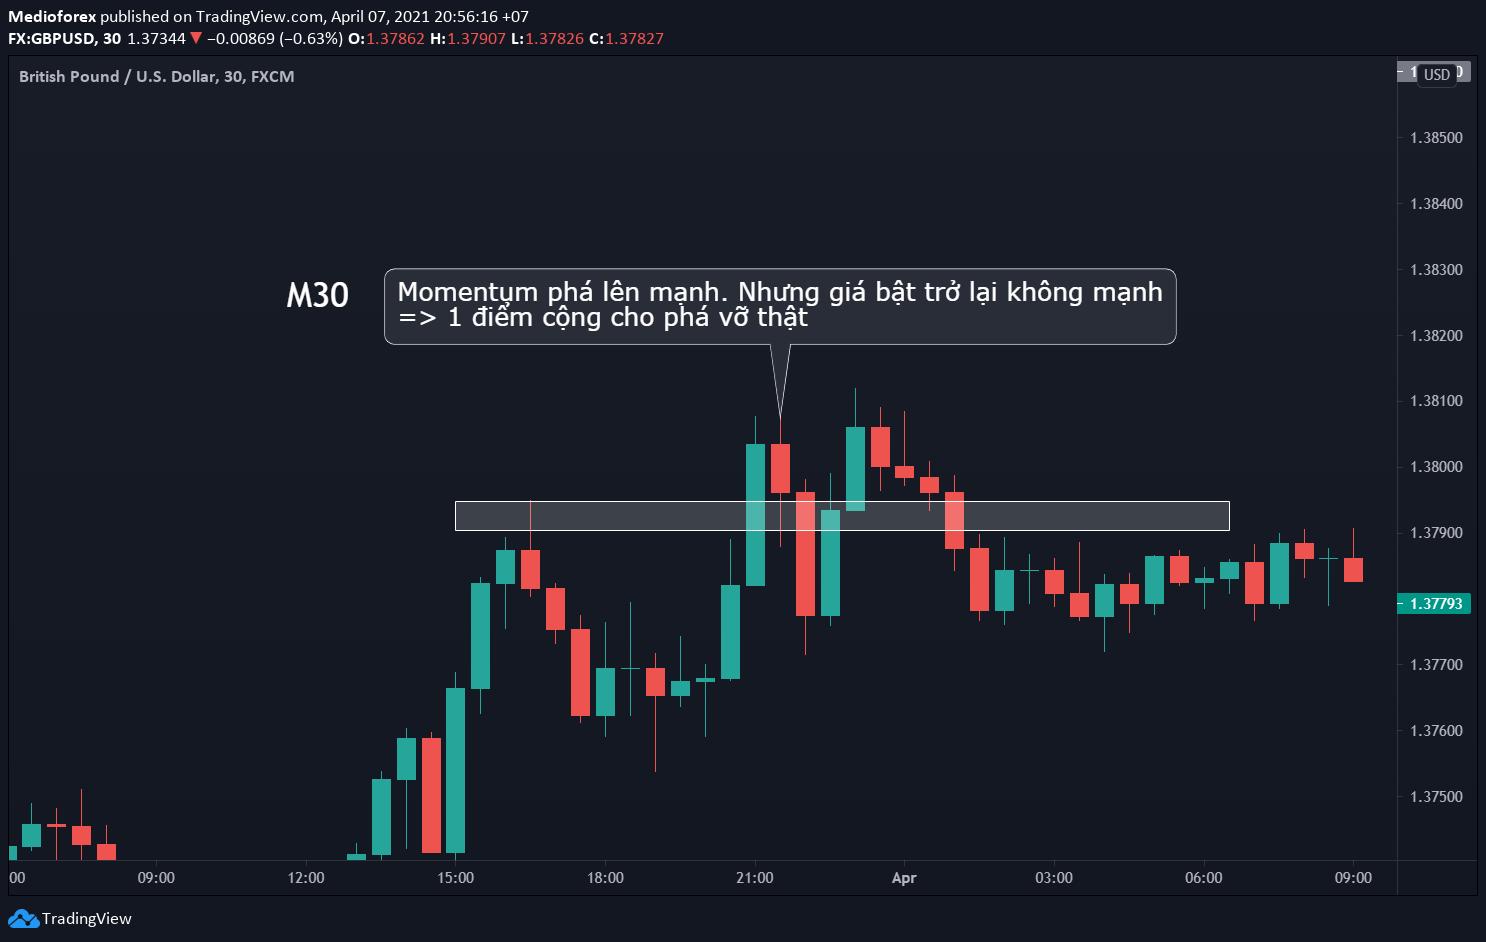 Medioforex published on TradingView.com, April 07, 2021 20:56:16 +07
FX:GBPUSD, 30 1.37344 ▼ −0.00869 (−0.63%) O:1.37862 H:1.37907 L:1.37826 C:1.37827
British Pound / U.S. Dollar, 30, FXCM
USD
1.38500
1.38400
1.38300
M30
Momentum phá lên mạnh. Nhưng giá bật trở lại không mạnh
=> 1 điểm cộng cho phá vỡ thật
1.38200
1.38100
1.38000
1.37900
1.37793
1.37700
1.37600
1.37500
:00 09:00 12:00 15:00 18:00 21:00 Apr 03:00 06:00 09:00
TradingView